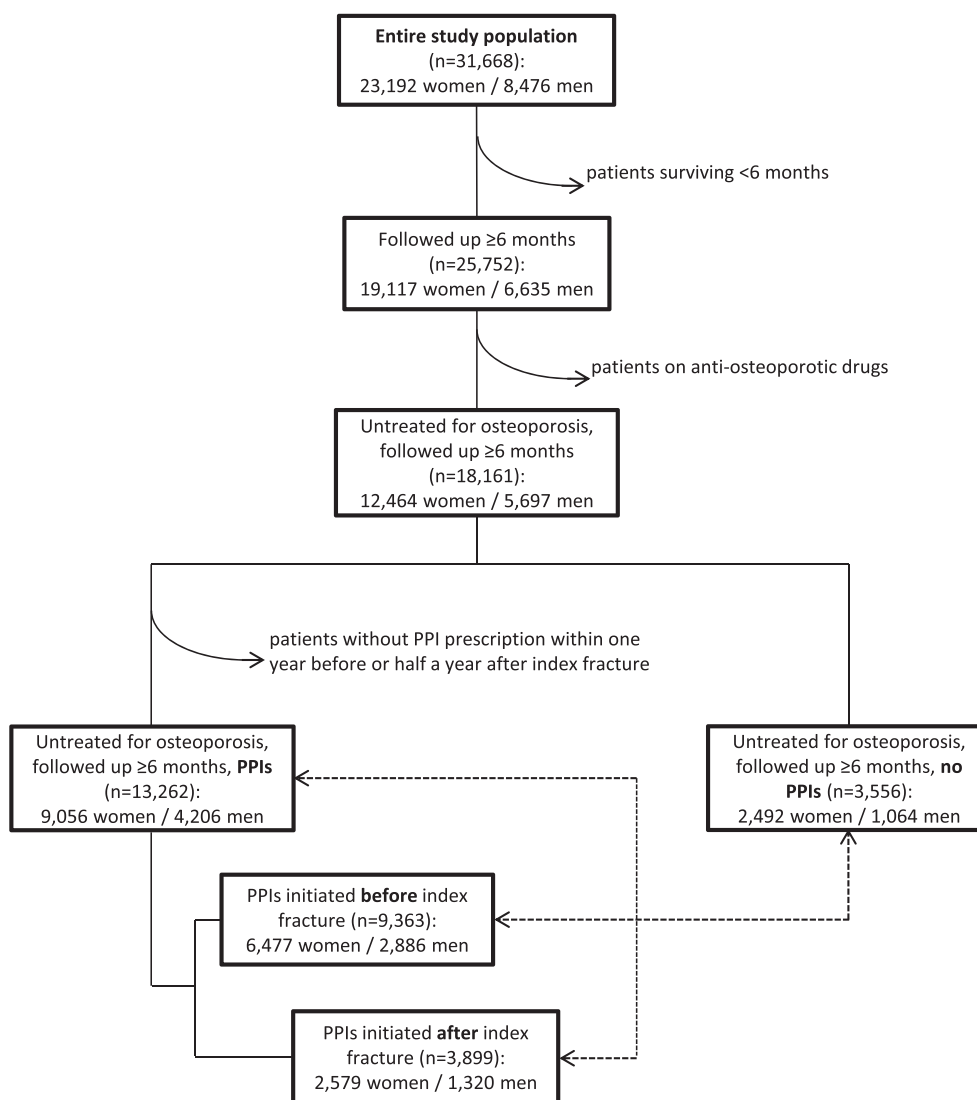 Entire study population
(n=31,668):
23,192 women / 8,476 men
patients surviving <6 months
Followed up ≥6 months
(n=25,752):
19,117 women / 6,635 men
patients on anti-osteoporotic drugs
Untreated for osteoporosis,
followed up ≥6 months
(n=18,161):
12,464 women / 5,697 men
patients without PPI prescription within one
year before or half a year after index fracture
Untreated for osteoporosis,
followed up ≥6 months, PPIs
(n=13,262):
9,056 women / 4,206 men
Untreated for osteoporosis,
followed up ≥6 months, no
PPIs (n=3,556):
2,492 women / 1,064 men
PPIs initiated before index
fracture (n=9,363):
6,477 women / 2,886 men
PPIs initiated after index
fracture (n=3,899):
2,579 women / 1,320 men